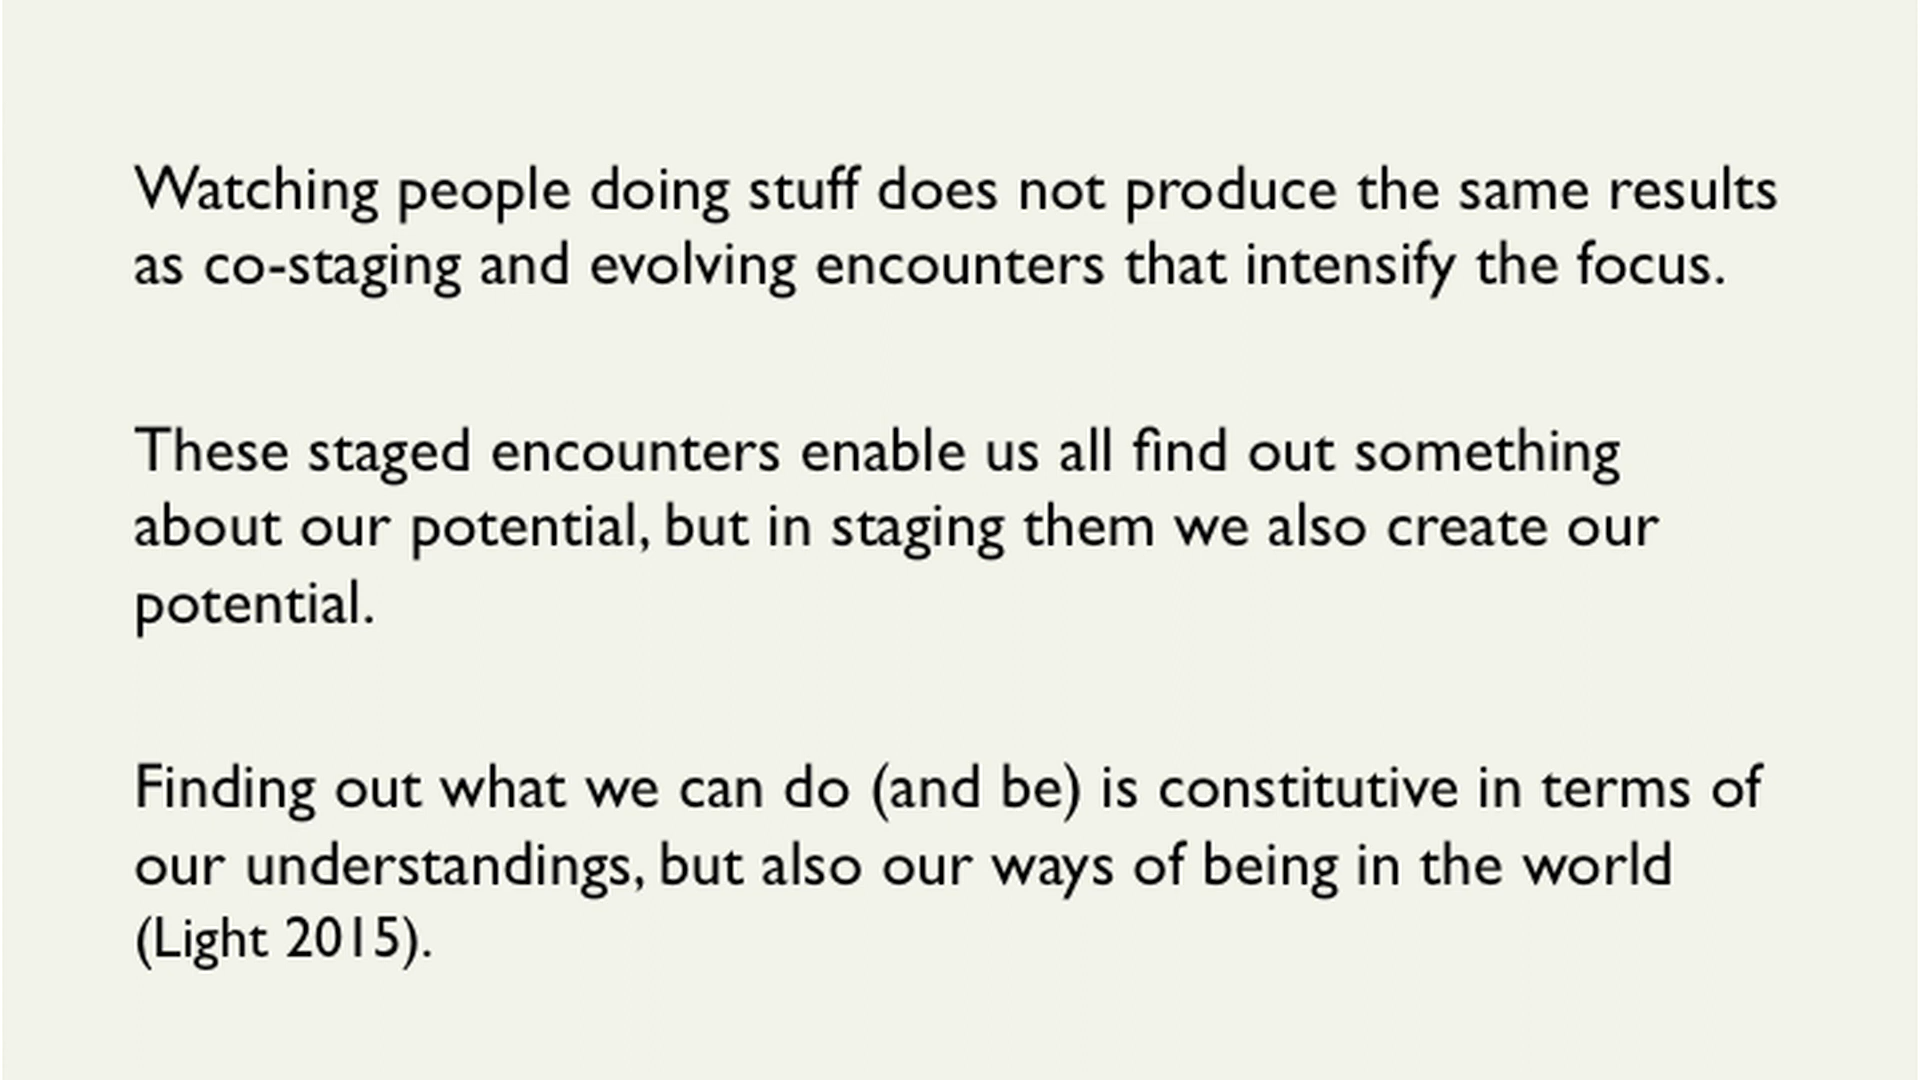 Watching people doing stuff does not produce the same results
as co-staging and evolving encounters that intensify the focus.
These staged encounters enable us all find out something
about our potential, but in staging them we also create our
potential.
Finding out what we can do (and be) is constitutive in terms of
our understandings, but also our ways of being in the world
(Light 2015).